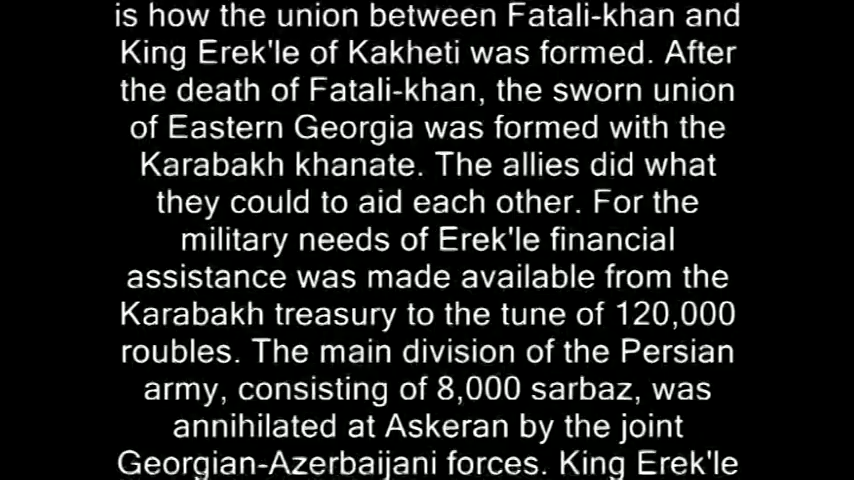 is how the union between Fatali-khan and
King Erek'le of Kakheti was formed. After
the death of Fatali-khan, the sworn union
of Eastern Georgia was formed with the
Karabakh khanate. The allies did what
they could to aid each other. For the
military needs of Erek'le financial
assistance was made available from the
Karabakh treasury to the tune of 120,000
roubles. The main division of the Persian
army, consisting of 8,000 sarbaz, was
annihilated at Askeran by the joint
Georgian-Azerbaijani forces. King Erek'le